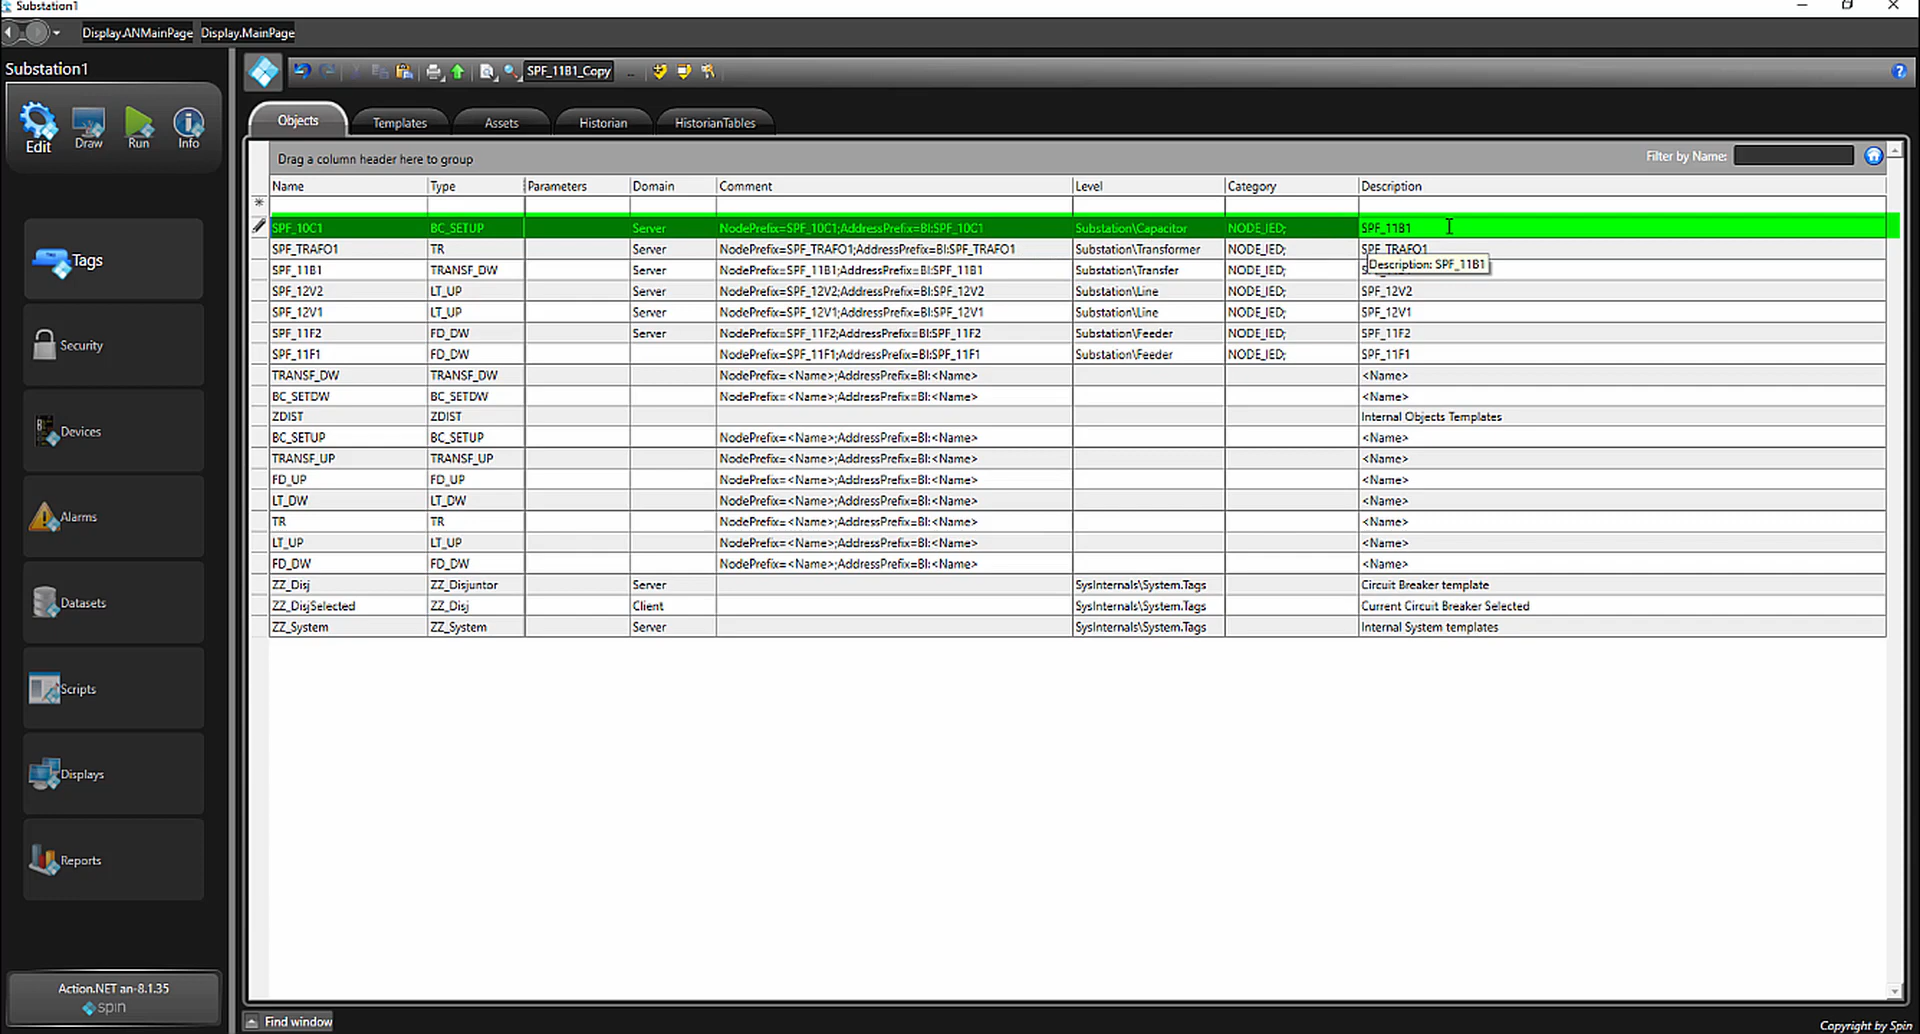 Substation1
Display.ANMainPage Display.MainPage
Substation1
SPF_11B1_Copy ...
Edit Draw Run Info
Objects Templates Assets Historian HistorianTables
Drag a column header here to group Filter by Name:
Name Type Parameters Domain Comment Level Category Description
SPF_10C1 BC_SETUP Server NodePrefix=SPF_10C1;AddressPrefix=BI:SPF_10C1 Substation\Capacitor NODE_IED; SPF_11B1
SPF_TRAFO1 TR Server NodePrefix=SPF_TRAFO1;AddressPrefix=BI:SPF_TRAFO1 Substation\Transformer NODE_IED; SPF_TRAFO1
Description: SPF_11B1
SPF_11B1 TRANSF_DW Server NodePrefix=SPF_11B1;AddressPrefix=BI:SPF_11B1 Substation\Transfer NODE_IED;
SPF_12V2 LT_UP Server NodePrefix=SPF_12V2;AddressPrefix=BI:SPF_12V2 Substation\Line NODE_IED; SPF_12V2
SPF_12V1 LT_UP Server NodePrefix=SPF_12V1;AddressPrefix=BI:SPF_12V1 Substation\Line NODE_IED; SPF_12V1
SPF_11F2 FD_DW Server NodePrefix=SPF_11F2;AddressPrefix=BI:SPF_11F2 Substation\Feeder NODE_IED; SPF_11F2
SPF_11F1 FD_DW NodePrefix=SPF_11F1;AddressPrefix=BI:SPF_11F1 Substation\Feeder NODE_IED; SPF_11F1
TRANSF_DW TRANSF_DW NodePrefix=<Name>;AddressPrefix=BI:<Name> <Name>
BC_SETDW BC_SETDW NodePrefix=<Name>;AddressPrefix=BI:<Name> <Name>
ZDIST ZDIST Internal Objects Templates
BC_SETUP BC_SETUP NodePrefix=<Name>;AddressPrefix=BI:<Name> <Name>
TRANSF_UP TRANSF_UP NodePrefix=<Name>;AddressPrefix=BI:<Name> <Name>
FD_UP FD_UP NodePrefix=<Name>;AddressPrefix=BI:<Name> <Name>
LT_DW LT_DW NodePrefix=<Name>;AddressPrefix=BI:<Name> <Name>
TR TR NodePrefix=<Name>;AddressPrefix=BI:<Name> <Name>
LT_UP LT_UP NodePrefix=<Name>;AddressPrefix=BI:<Name> <Name>
FD_DW FD_DW NodePrefix=<Name>;AddressPrefix=BI:<Name> <Name>
ZZ_Disj ZZ_Disjuntor Server SysInternals\System.Tags Circuit Breaker template
ZZ_DisjSelected ZZ_Disj Client SysInternals\System.Tags Current Circuit Breaker Selected
ZZ_System ZZ_System Server SysInternals\System.Tags Internal System templates
Tags
Security
Devices
Alarms
Datasets
Scripts
Displays
Reports
Action.NET an-8.1.35
spin
Find window
Copyright by Spin